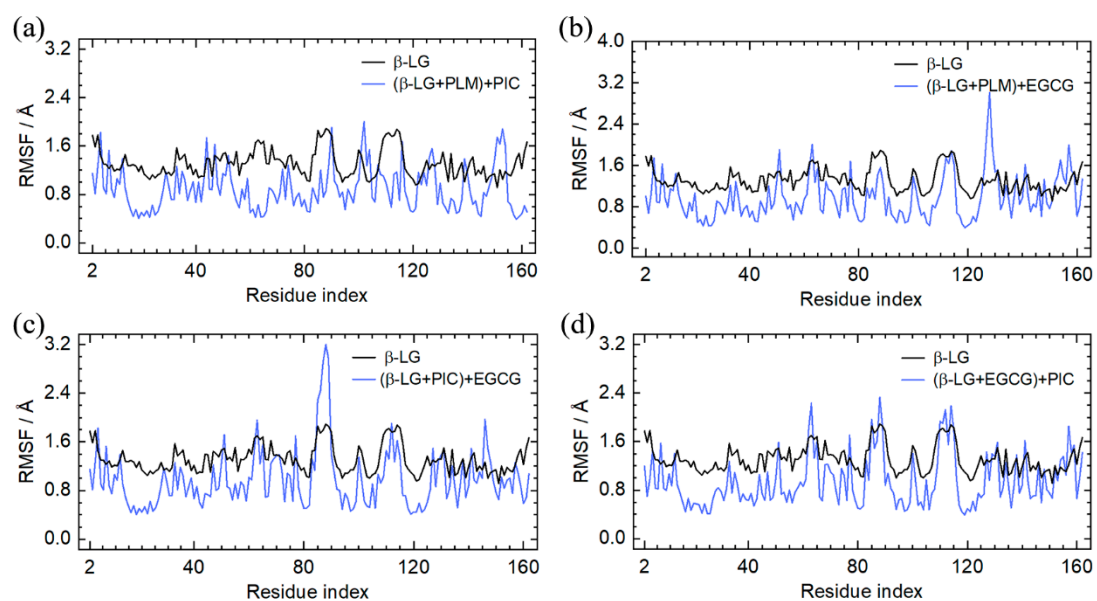 (a)
3.2
2.4
1.6
0.8
0.0
RMSF / Å
β-LG
(β-LG+PLM)+PIC
2 40 80 120 160
Residue index
(b)
4.0
3.2
2.4
1.6
0.8
0.0
RMSF / Å
β-LG
(β-LG+PLM)+EGCG
2 40 80 120 160
Residue index
(c)
3.2
2.4
1.6
0.8
0.0
RMSF / Å
β-LG
(β-LG+PIC)+EGCG
2 40 80 120 160
Residue index
(d)
3.2
2.4
1.6
0.8
0.0
RMSF / Å
β-LG
(β-LG+EGCG)+PIC
2 40 80 120 160
Residue index